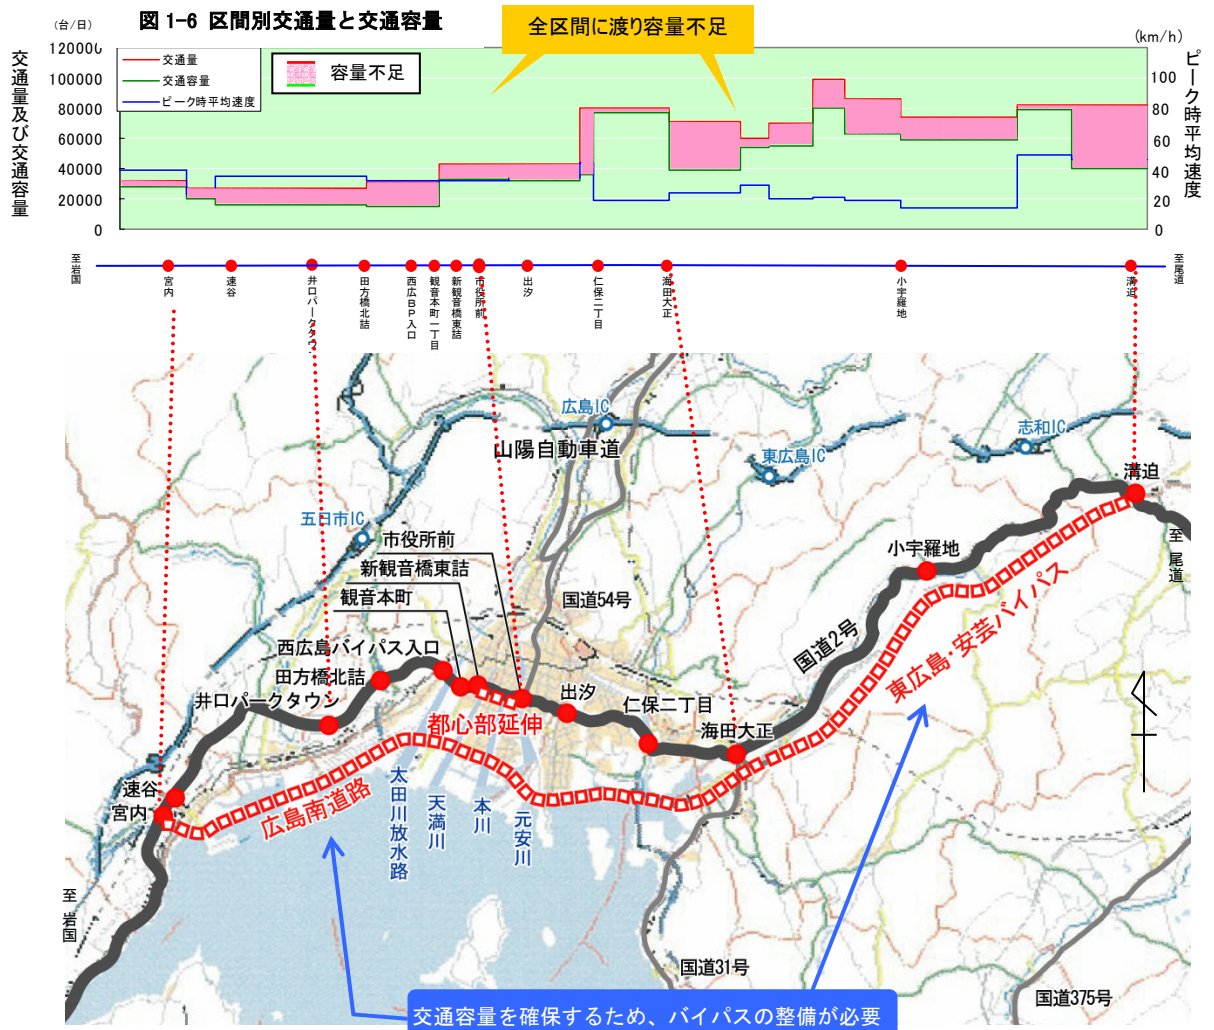 図1-6 区間別交通量と交通容量
全区間に渡り容量不足
(台/日)
(km/h)
交通量及び交通容量
ピーク時平均速度
120000
100000
80000
60000
40000
20000
0
交通量
交通容量
ピーク時平均速度
容量不足
100
80
60
40
20
0
至岩国
宮内
速谷
井口パークタウン
田方橋北詰
西広BP入口
観音本町一丁目
新観音橋東詰
市役所前
出汐
仁保二丁目
海田大正
小宇羅地
溝迫
至尾道
広島IC
山陽自動車道
志和IC
東広島IC
溝迫
五日市IC
市役所前
至尾道
小宇羅地
新観音橋東詰
観音本町
国道54号
東広島・安芸バイパス
国道2号
西広島バイパス入口
田方橋北詰
井口パークタウン
出汐
仁保二丁目
都心部延伸
海田大正
速谷
宮内
広島南道路
太田川放水路
天満川
本川
元安川
至岩国
国道31号
国道375号
交通容量を確保するため、バイパスの整備が必要